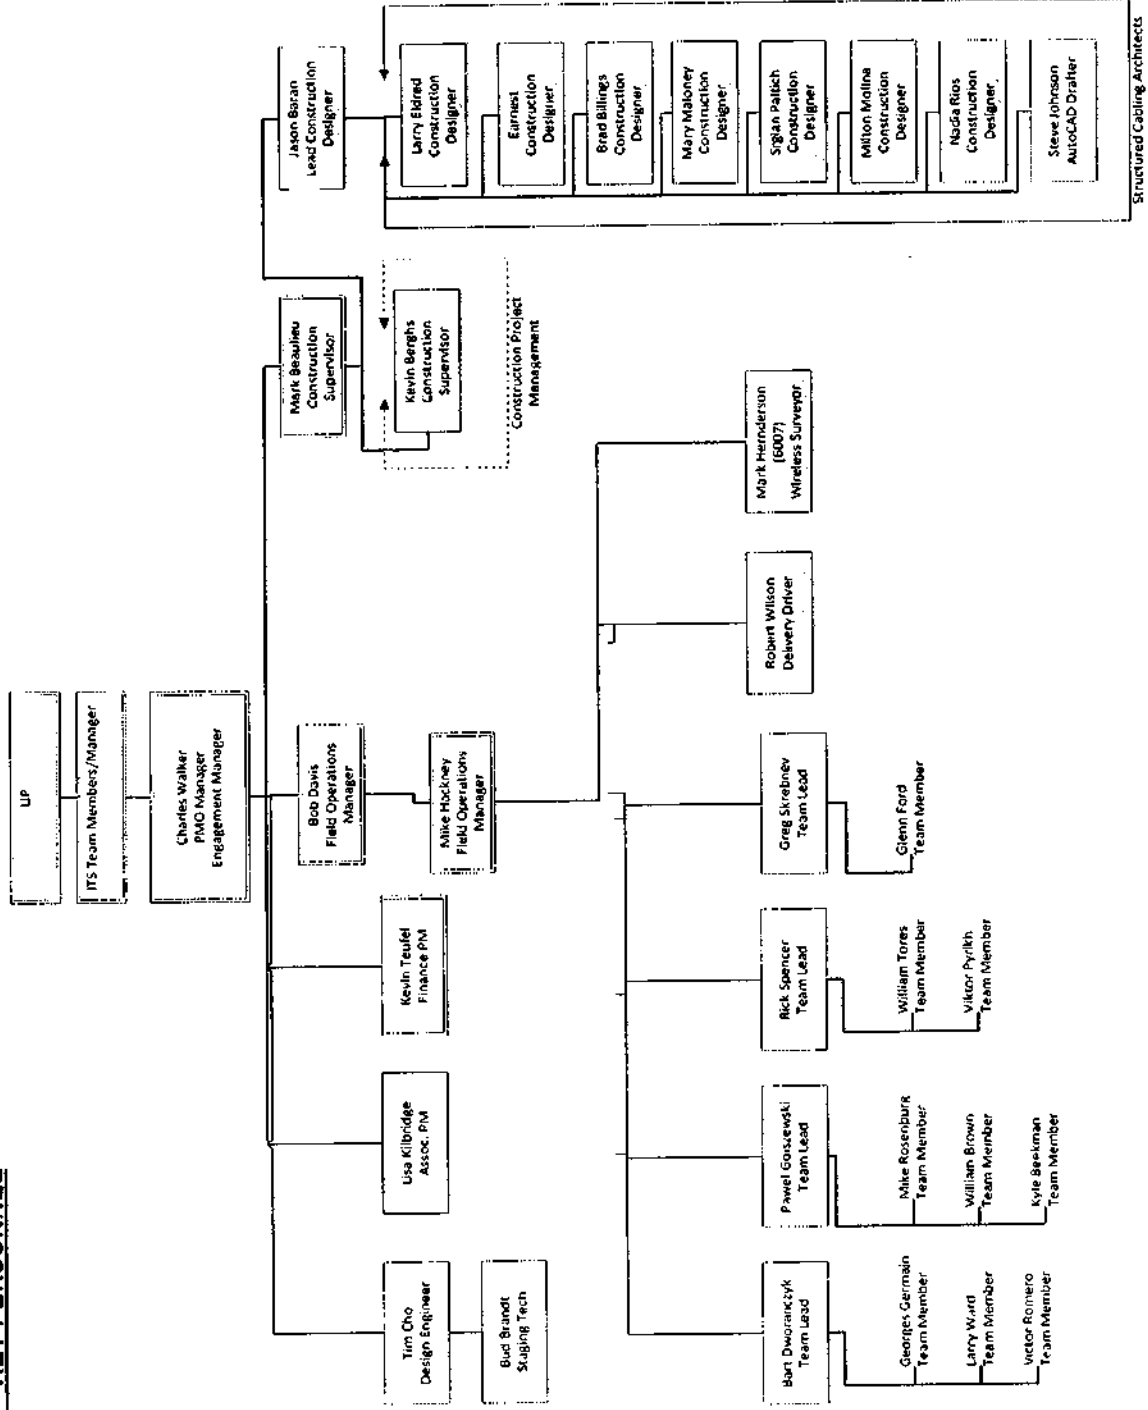 ITS Team Members/Manager
Charles Walker
PMO Manager
Engagement Manager
Bob Davis
Field Operations
Manager
Mark Beaulieu
Construction
Supervisor
Jason Baran
Lead Construction
Designer
Tim Cho
Design Engineer
Lisa Kilbridge
Assoc. PM
Kevin Teufel
Finance PM
Mike Hockney
Field Operations
Manager
Kevin Berghs
Construction
Supervisor
Construction Project
Management
Larry Eldred
Construction
Designer
Bud Brandt
Staging Tech
Earnest
Construction
Designer
Brad Billings
Construction
Designer
Mary Maloney
Construction
Designer
Construction
Designer
Milton Molina
Construction
Designer
Nadia Rios
Construction
Designer
Steve Johnson
AutoCAD Drafter
Structured Cabling Architects
Bart Dworanczyk
Team Lead
Pawel Goiszewski
Team Lead
Rick Spencer
Team Lead
Greg Skrebnev
Team Lead
Robert Wilson
Delivery Driver
Mark Hernderson
(6007)
Wireless Surveyor
Georges Germain
Team Member
Larry Ward
Team Member
Victor Romero
Team Member
Mike Rosenburg
Team Member
William Brown
Team Member
Kyle Beekman
Team Member
William Tores
Team Member
Viktor Pyrikh
Team Member
Glenn Ford
Team Member